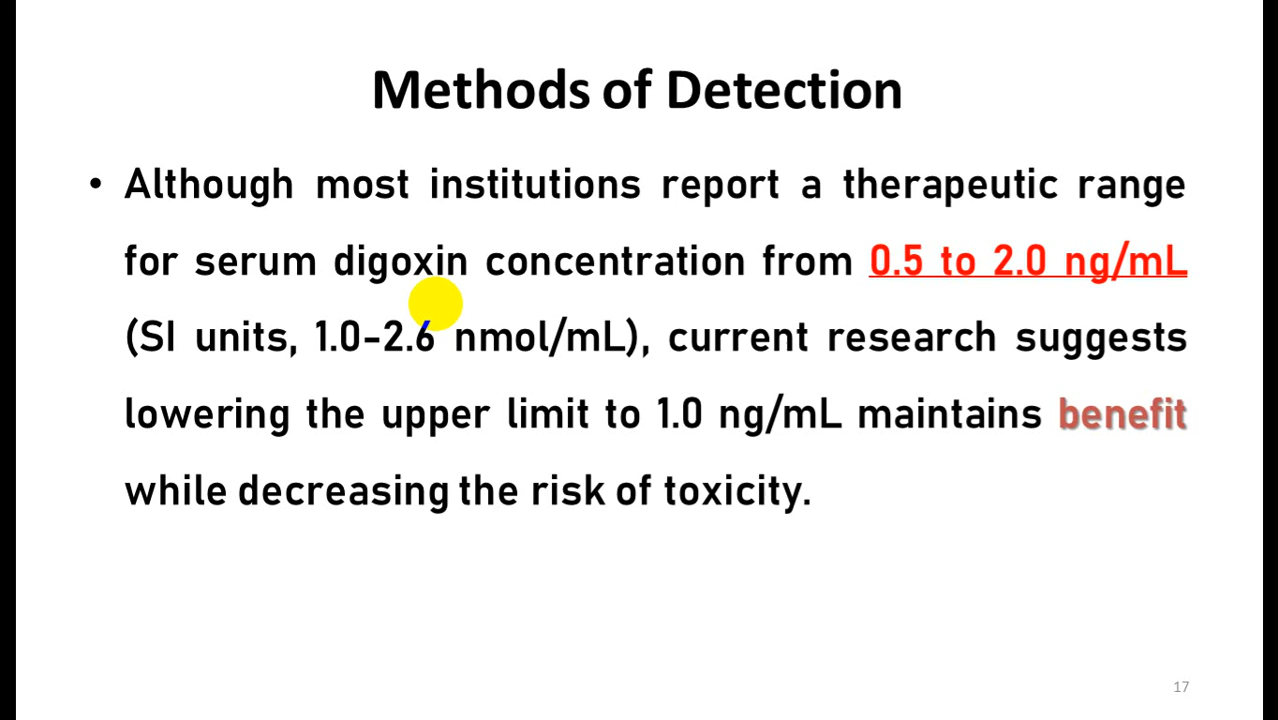 Methods of Detection
• Although most institutions report a therapeutic range
for serum digoxin concentration from 0.5 to 2.0 ng/mL
(SI units, 1.0-2.6 nmol/mL), current research suggests
lowering the upper limit to 1.0 ng/mL maintains benefit
while decreasing the risk of toxicity.
17